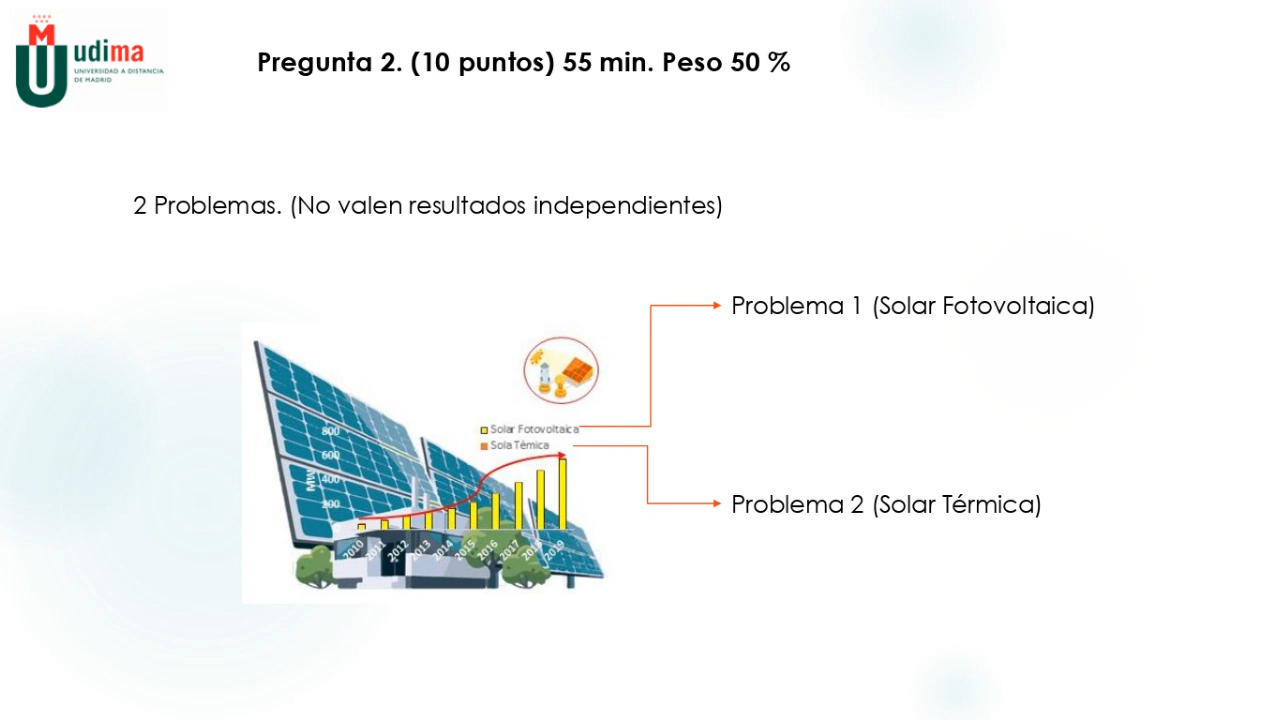 udima
UNIVERSIDAD A DISTANCIA
DE MADRID
Pregunta 2. (10 puntos) 55 min. Peso 50 %
2 Problemas. (No valen resultados independientes)
Problema 1 (Solar Fotovoltaica)
Solar Fotovoltaica
Sola Témica
800
600
400
200
MW
2010
2011
2012
2013
2014
2015
2016
2017
2018
2019
Problema 2 (Solar Térmica)